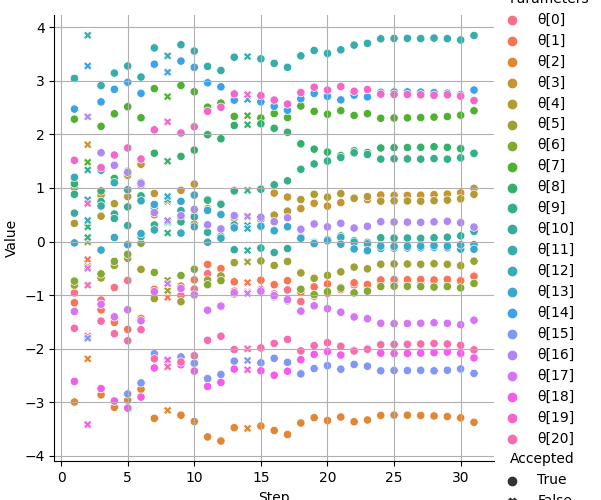 Parameters
4
3
2
1
0
−1
−2
−3
−4
Value
0
5
10
15
20
25
30
Step
θ[0]
θ[1]
θ[2]
θ[3]
θ[4]
θ[5]
θ[6]
θ[7]
θ[8]
θ[9]
θ[10]
θ[11]
θ[12]
θ[13]
θ[14]
θ[15]
θ[16]
θ[17]
θ[18]
θ[19]
θ[20]
Accepted
True
False